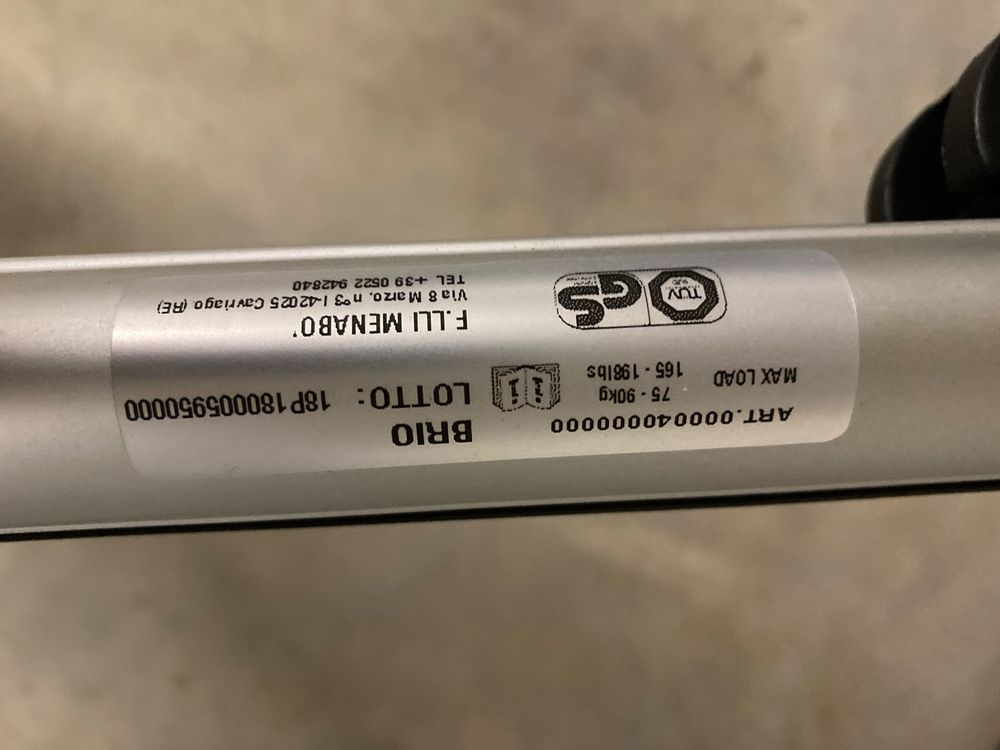 ART.000040000000
MAX LOAD
75 - 90kg
165 - 198lbs
BRIO
LOTTO: 18P180005950000
F.LLI MENABO'
Via 8 Marzo, n°3 I-42025 Cavriago (RE)
TEL +39 0522 942840
TÜV
GS